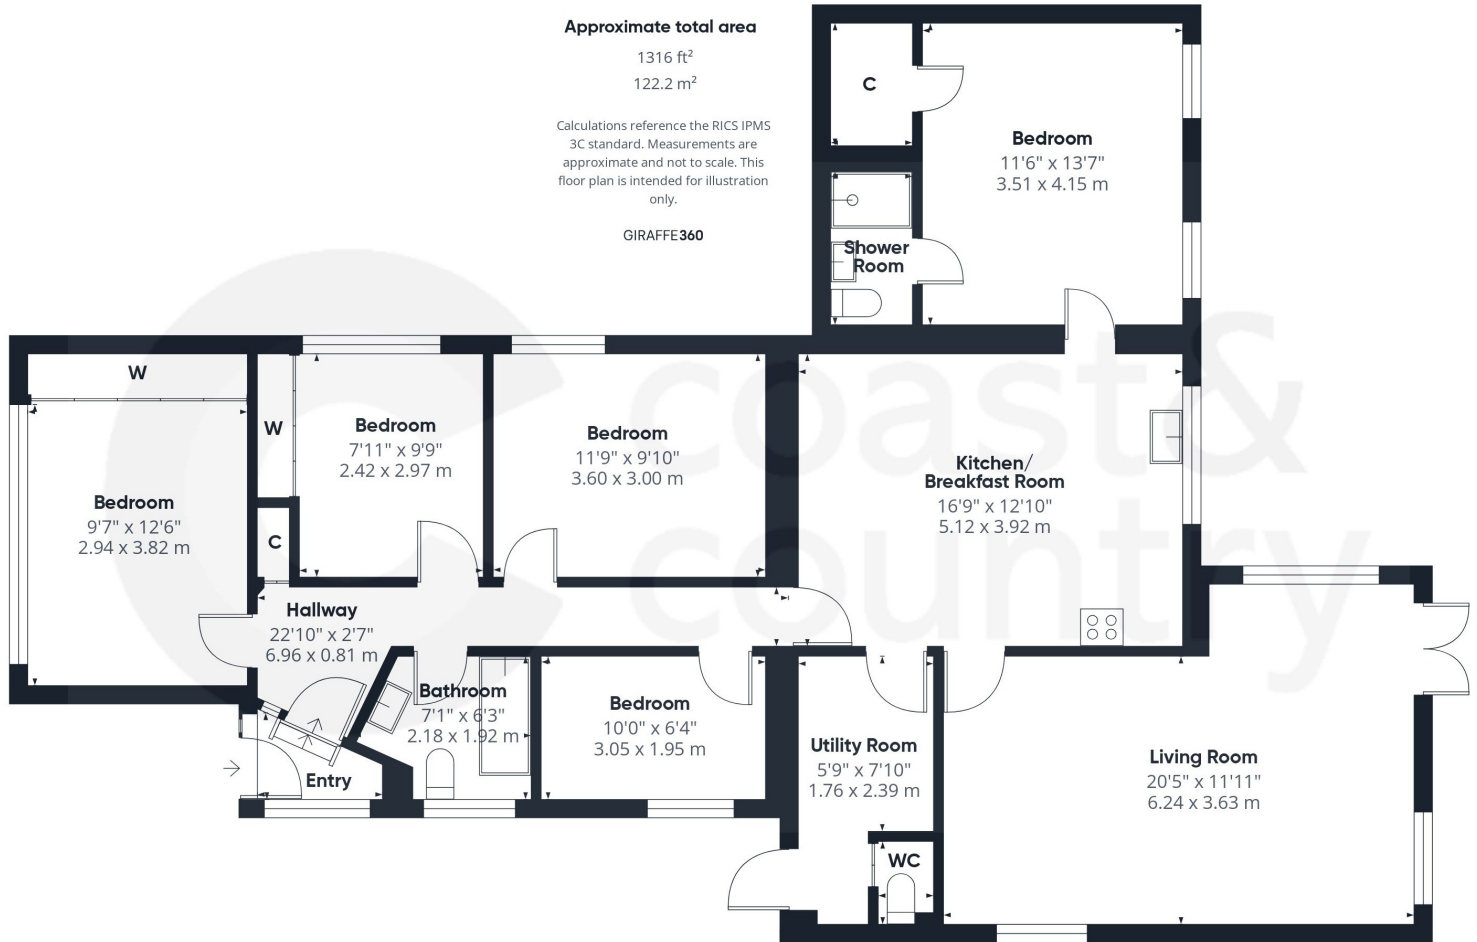 Approximate total area
1316 ft²
122.2 m²
Calculations reference the RICS IPMS
3C standard. Measurements are
approximate and not to scale. This
floor plan is intended for illustration
only.
GIRAFFE360
C
Bedroom
11'6" x 13'7"
3.51 x 4.15 m
Shower
Room
W
W
Bedroom
7'11" x 9'9"
2.42 x 2.97 m
Bedroom
11'9" x 9'10"
3.60 x 3.00 m
Kitchen/
Breakfast Room
16'9" x 12'10"
5.12 x 3.92 m
Bedroom
9'7" x 12'6"
2.94 x 3.82 m
C
Hallway
22'10" x 2'7"
6.96 x 0.81 m
Bathroom
7'1" x 6'3"
2.18 x 1.92 m
Bedroom
10'0" x 6'4"
3.05 x 1.95 m
Entry
Utility Room
5'9" x 7'10"
1.76 x 2.39 m
WC
Living Room
20'5" x 11'11"
6.24 x 3.63 m
coast&
country